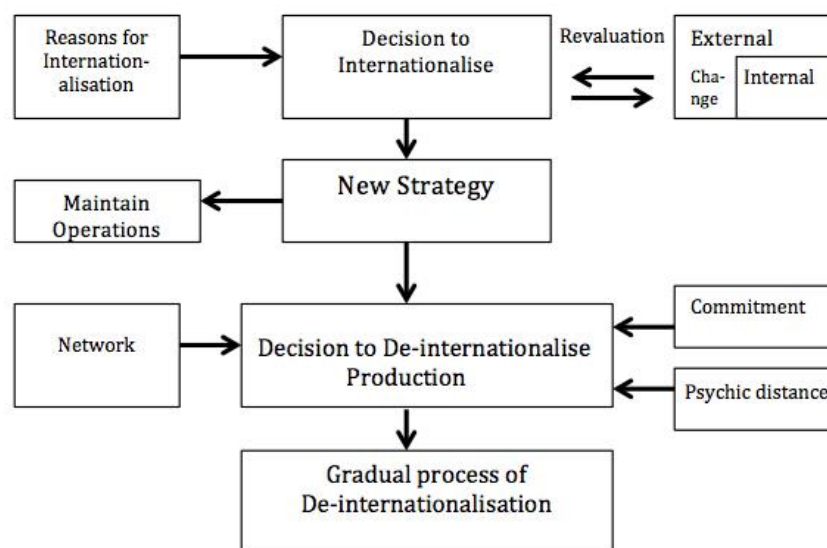 Reasons for
Internation-
alisation
Decision to
Internationalise
Revaluation
External
Cha-
nge
Internal
New Strategy
Maintain
Operations
Network
Decision to De-internationalise
Production
Commitment
Psychic distance
Gradual process of
De-internationalisation